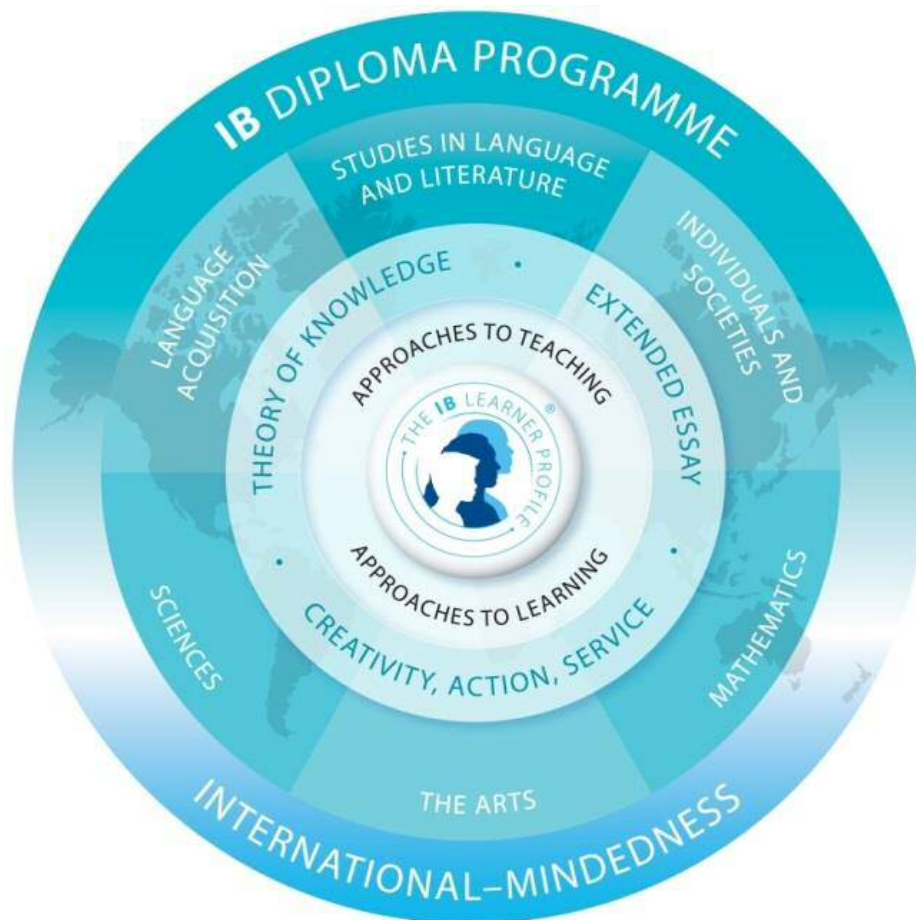 IB DIPLOMA PROGRAMME
STUDIES IN LANGUAGE
AND LITERATURE
LANGUAGE
ACQUISITION
INDIVIDUALS AND
SOCIETIES
THEORY OF KNOWLEDGE
EXTENDED ESSAY
APPROACHES TO TEACHING
THE IB LEARNER PROFILE ®
APPROACHES TO LEARNING
CREATIVITY, ACTION, SERVICE
SCIENCES
MATHEMATICS
THE ARTS
INTERNATIONAL–MINDEDNESS